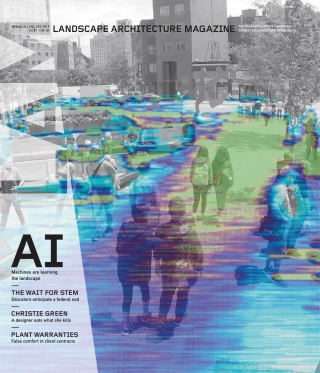 LANDSCAPE ARCHITECTURE MAGAZINE
AI
Machines are learning
the landscape
THE WAIT FOR STEM
Educators anticipate a federal nod
CHRISTIE GREEN
A designer eats what she kills
PLANT WARRANTIES
False comfort in client contracts